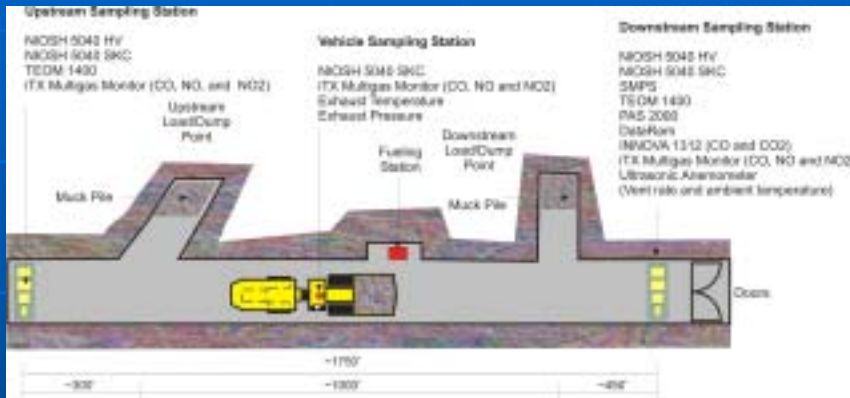 Upstream Sampling Station
NIOSH 5040 HV
NIOSH 5040 SKC
TEOM 1400
iTX Multigas Monitor (CO, NO, and NO2)
Vehicle Sampling Station
NIOSH 5040 SKC
iTX Multigas Monitor (CO, NO and NO2)
Exhaust Temperature
Exhaust Pressure
Downstream Sampling Station
NIOSH 5040 HV
NIOSH 5040 SKC
SMPS
TEOM 1400
PAS 2000
DataRam
INNOVA 1312 (CO and CO2)
iTX Multigas Monitor (CO, NO and NO2
Ultrasonic Anemometer
(Vent rate and ambient temperature)
Upstream
Load/Dump
Point
Muck Pile
Fueling
Station
Downstream
Load/Dump
Point
Muck Pile
Doors
~1750'
~300'
~1000'
~450'